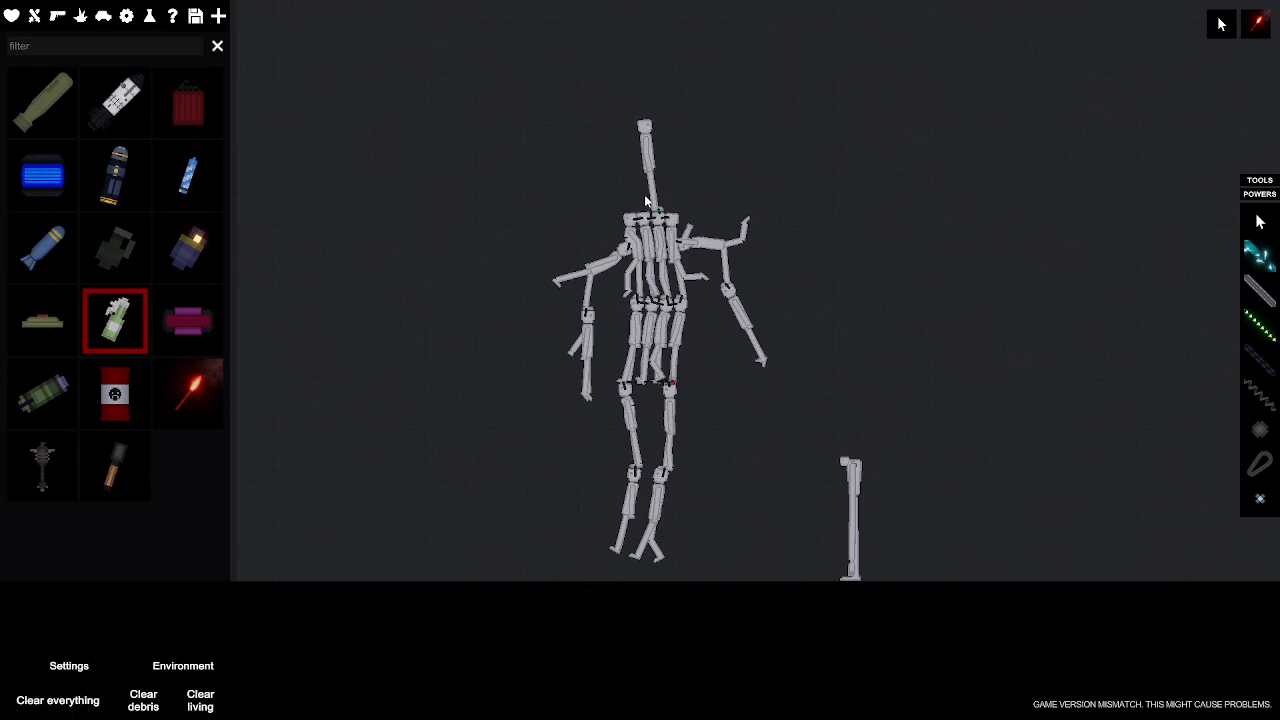 filter
TOOLS
POWERS
Settings
Environment
Clear everything
Clear
debris
Clear
living
GAME VERSION MISMATCH. THIS MIGHT CAUSE PROBLEMS.